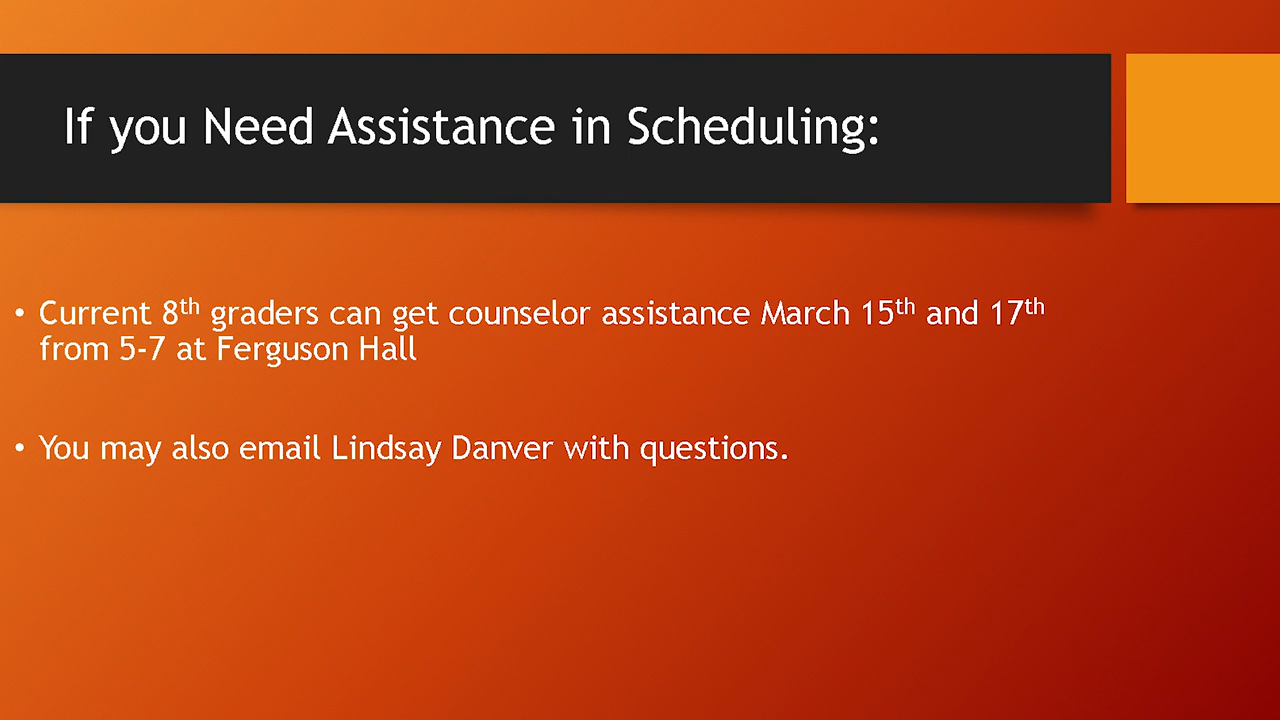 If you Need Assistance in Scheduling:
• Current 8th graders can get counselor assistance March 15th and 17th
from 5-7 at Ferguson Hall
• You may also email Lindsay Danver with questions.